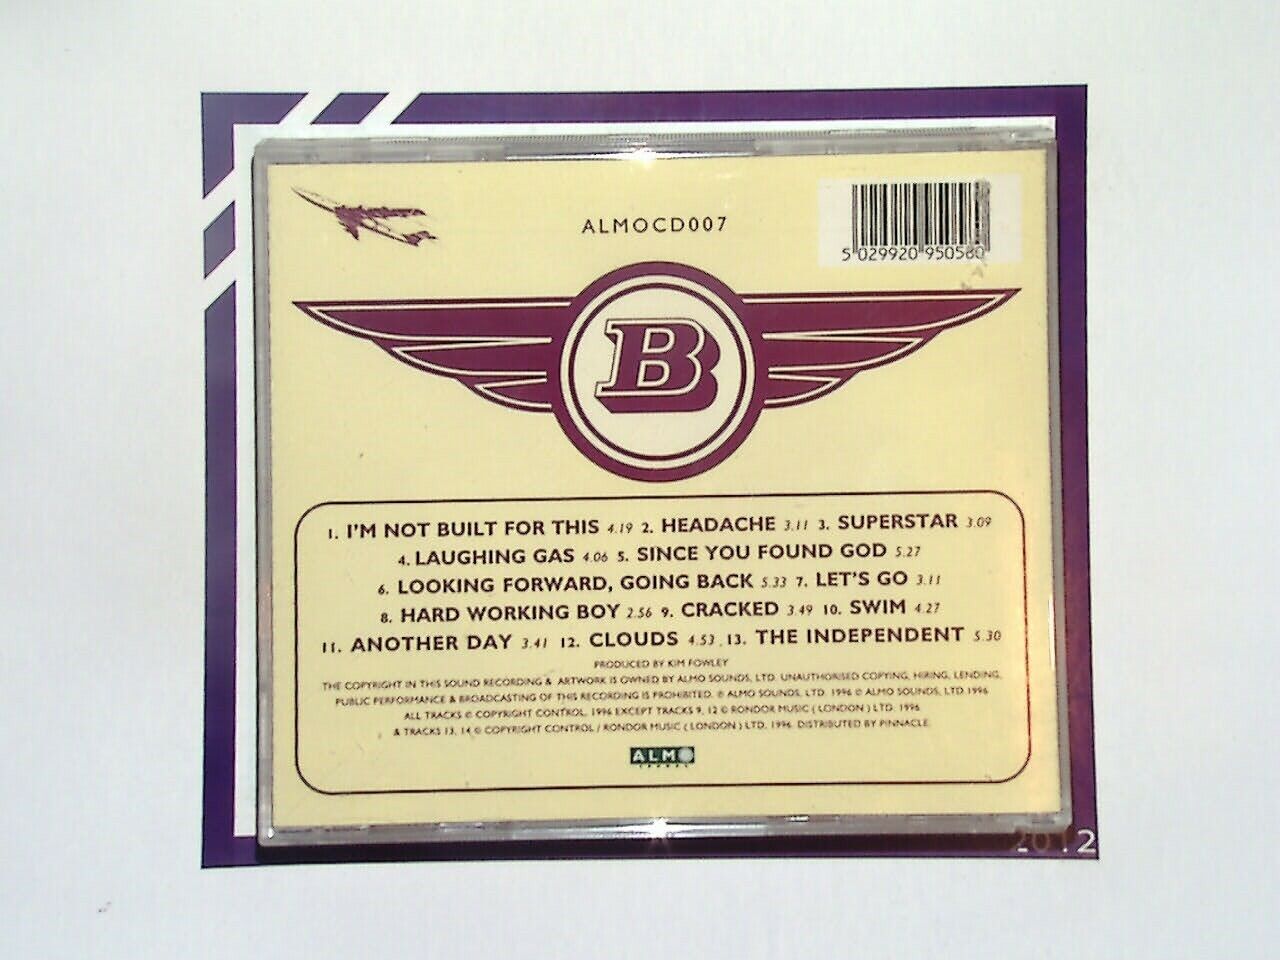 ALMOCD007
5 029920 950580
B
1. I'M NOT BUILT FOR THIS 4.19 2. HEADACHE 3.11 3. SUPERSTAR 3.09
4. LAUGHING GAS 4.06 5. SINCE YOU FOUND GOD 5.27
6. LOOKING FORWARD, GOING BACK 5.33 7. LET'S GO 3.11
8. HARD WORKING BOY 2.56 9. CRACKED 3.49 10. SWIM 4.27
11. ANOTHER DAY 3.41 12. CLOUDS 4.53 . 13. THE INDEPENDENT 5.30
PRODUCED BY KIM FOWLEY
THE COPYRIGHT IN THIS SOUND RECORDING & ARTWORK IS OWNED BY ALMO SOUNDS, LTD. UNAUTHORISED COPYING, HIRING, LENDING,
PUBLIC PERFORMANCE & BROADCASTING OF THIS RECORDING IS PROHIBITED. ℗ ALMO SOUNDS, LTD. 1996 © ALMO SOUNDS, LTD 1996
ALL TRACKS © COPYRIGHT CONTROL, 1996 EXCEPT TRACKS 9, 12 © RONDOR MUSIC ( LONDON ) LTD. 1996
& TRACKS 13, 14 © COPYRIGHT CONTROL / RONDOR MUSIC ( LONDON ) LTD, 1996. DISTRIBUTED BY PINNACLE.
ALMO
2012